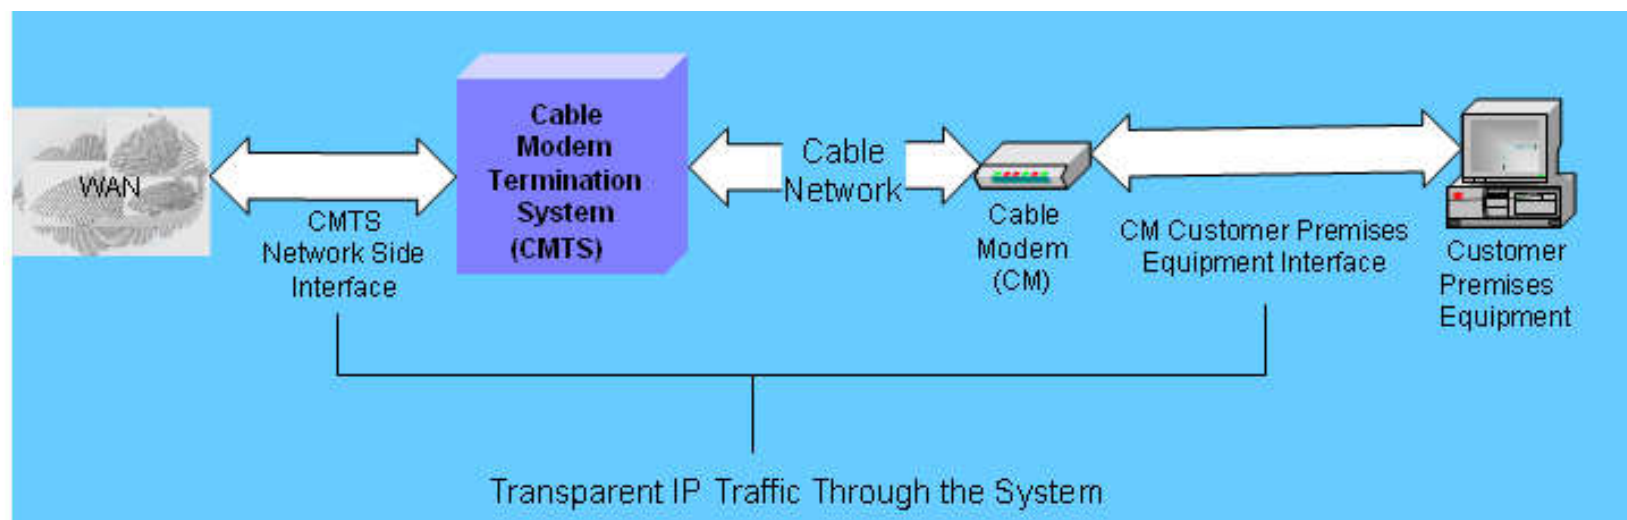 WAN
CMTS
Network Side
Interface
Cable
Modem
Termination
System
(CMTS)
Cable
Network
Cable
Modem
(CM)
CM Customer Premises
Equipment Interface
Customer
Premises
Equipment
Transparent IP Traffic Through the System